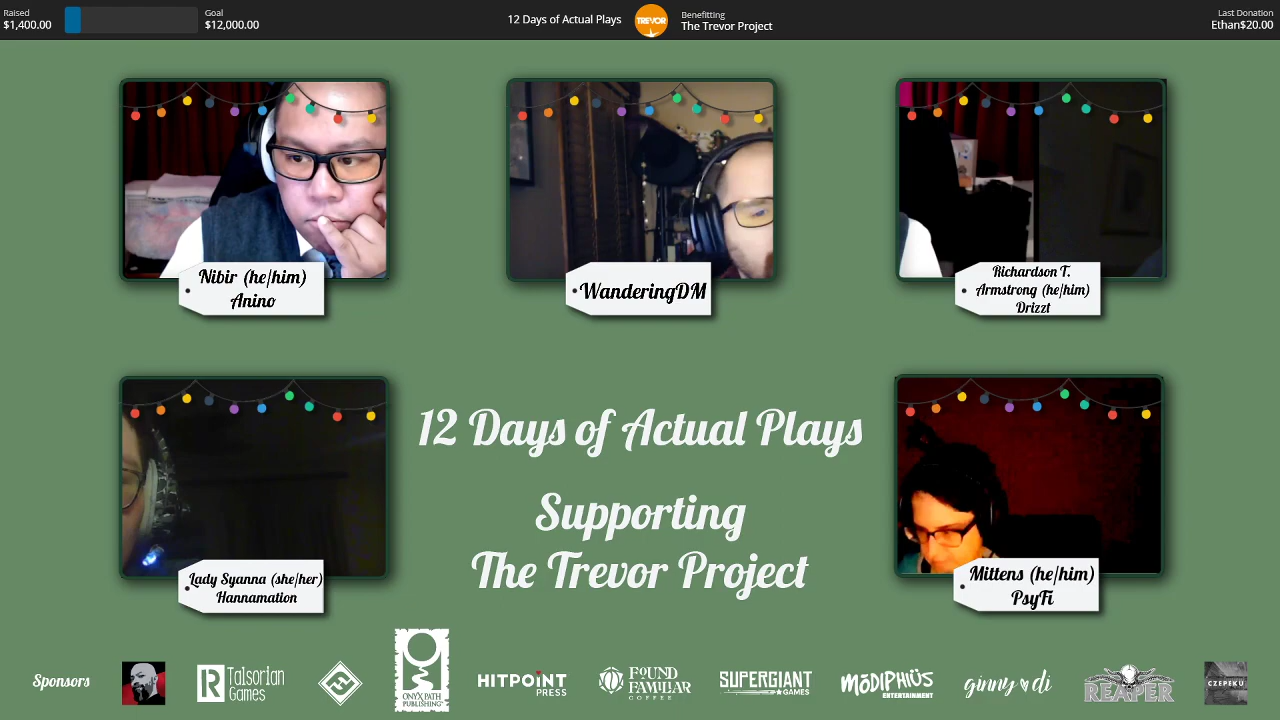 Raised
$1,400.00
Goal
$12,000.00
12 Days of Actual Plays
TREVOR
Benefitting
The Trevor Project
Last Donation
Ethan$20.00
Nibir (he/him)
Anino
WanderingDM
Richardson T.
Armstrong (he/him)
Drizzt
Lady Syanna (she/her)
Hannamation
12 Days of Actual Plays
Supporting
The Trevor Project
Mittens (he/him)
PsyFi
Sponsors
R Talsorian
Games
ONYX PATH
PUBLISHING
HITPOINT
PRESS
FOUND
FAMILIAR
COFFEE
SUPERGIANT
GAMES
MODIPHIÜS
ENTERTAINMENT
ginny di
REAPER
CZEPEKU